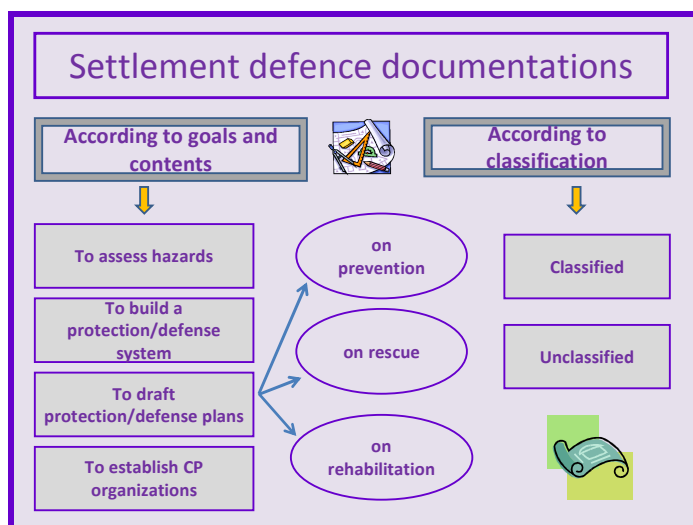 Settlement defence documentations
According to goals and
contents
According to
classification
To assess hazards
To build a
protection/defense
system
To draft
protection/defense plans
To establish CP
organizations
on
prevention
on rescue
on
rehabilitation
Classified
Unclassified